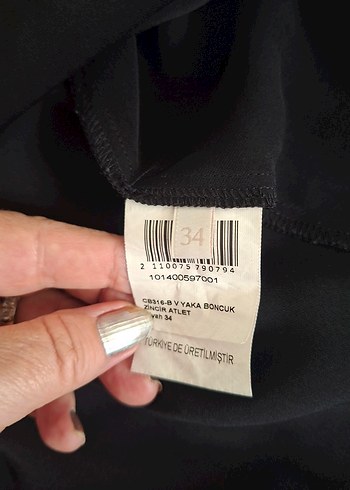 34
2 110075 790794
101400597001
CB316-B V YAKA BONCUK
ZİNCİR ATLET
34
TÜRKİYE DE ÜRETİLMİŞTİR